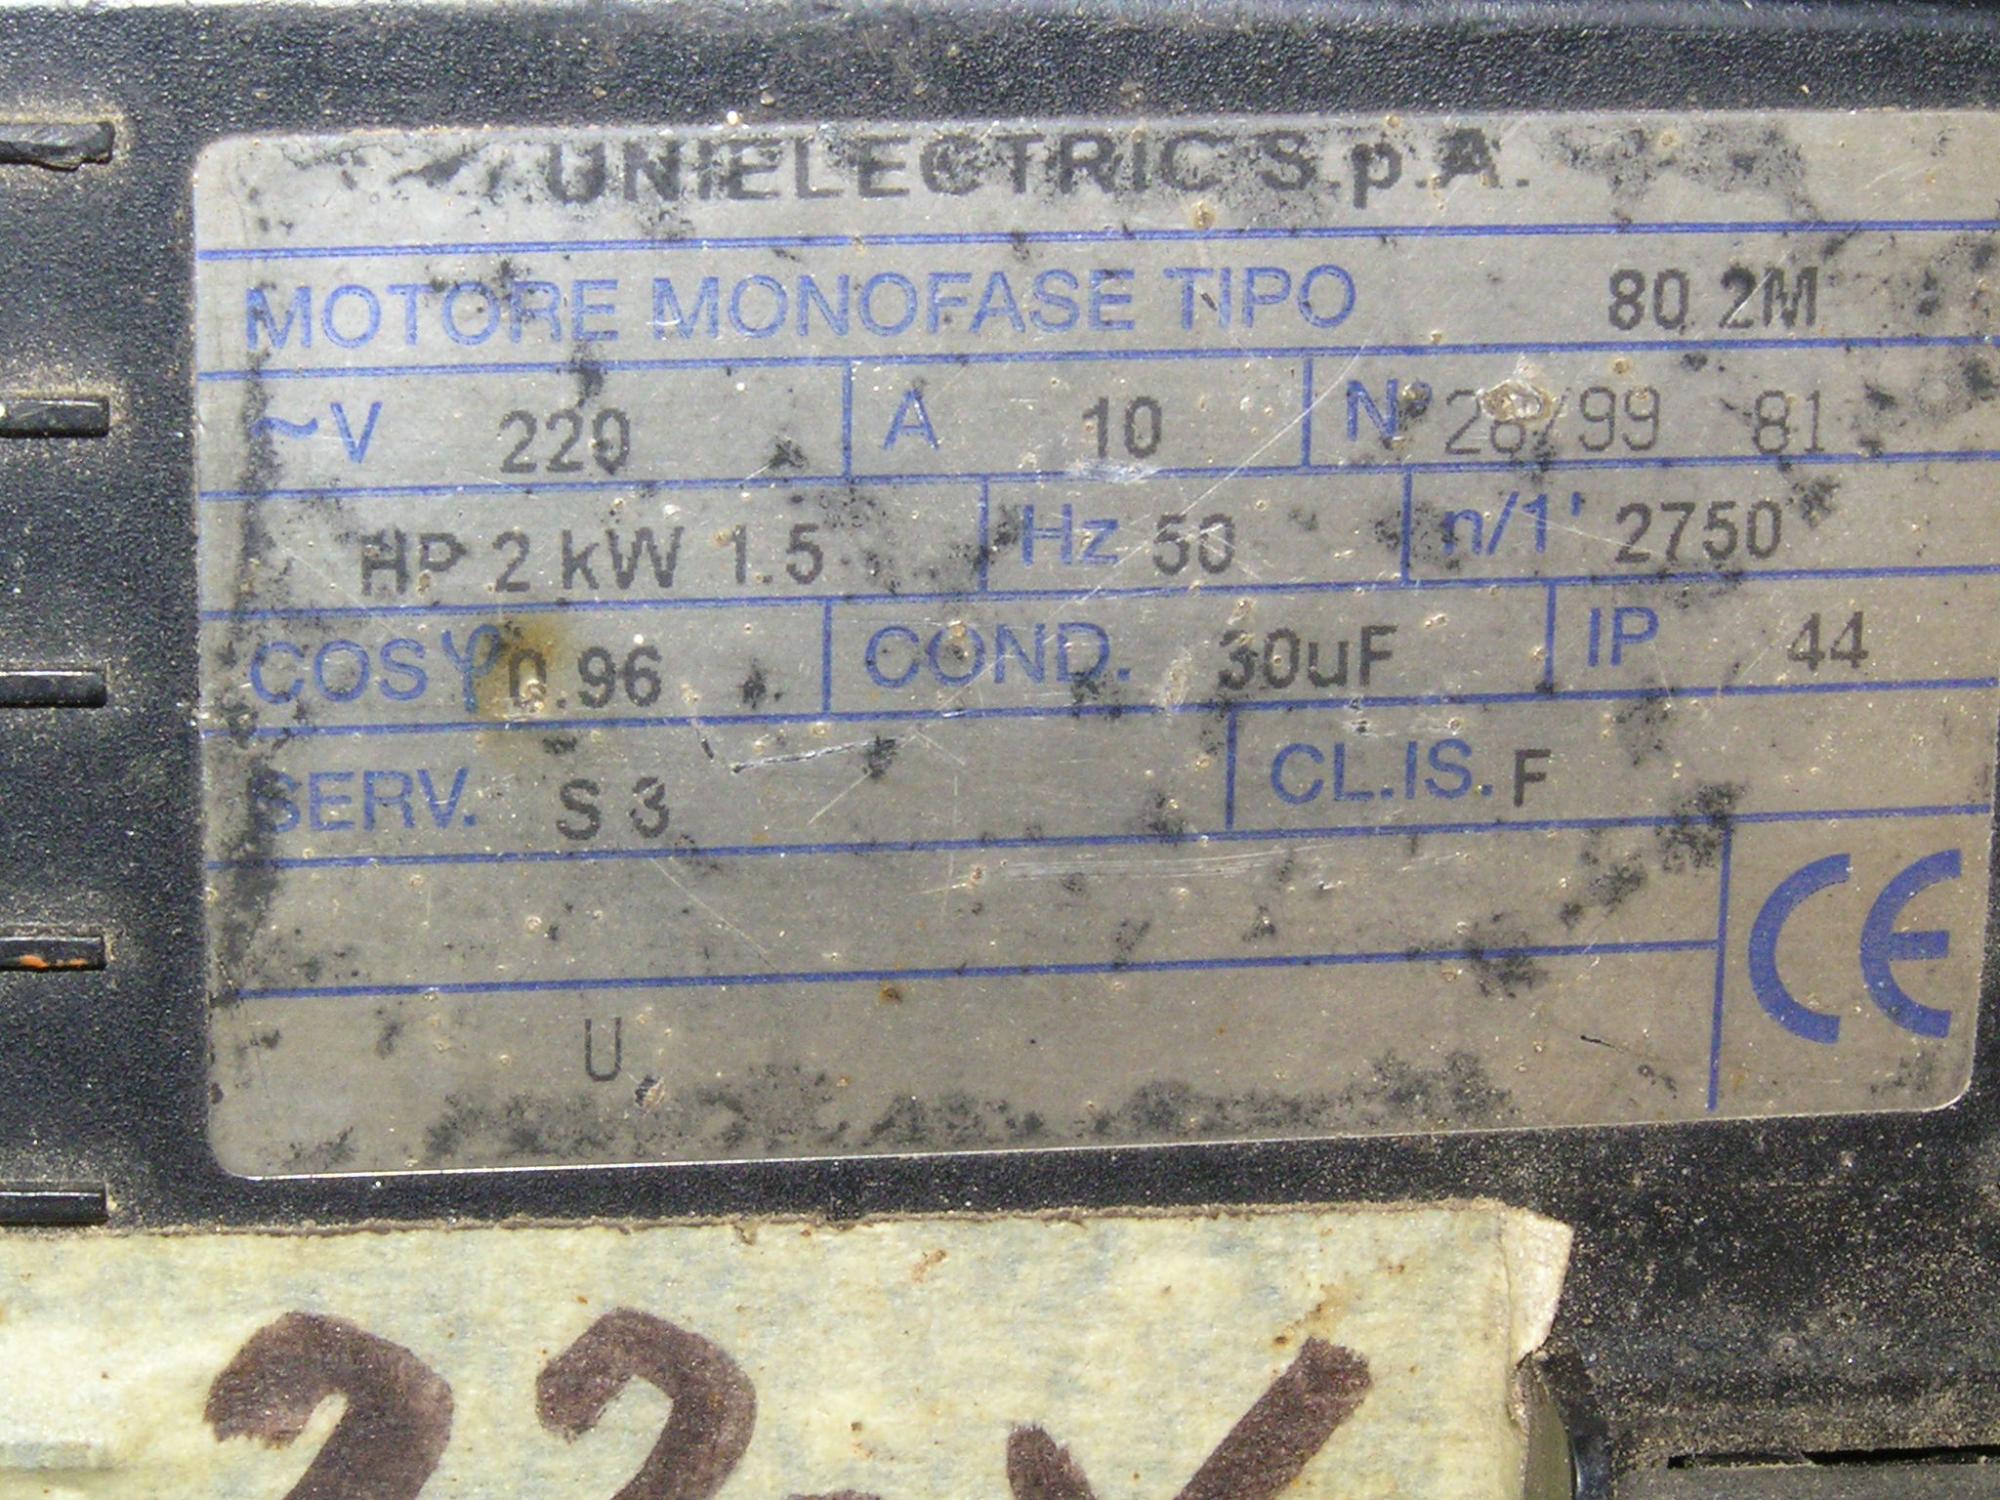 UNIELECTRIC S.p.A.
MOTORE MONOFASE TIPO 80 2M
~V 220 A 10 N° 28/99 81
HP 2 kW 1.5 Hz 50 n/1' 2750
COSφ 0.96 COND. 30uF IP 44
SERV. S 3 CL.IS. F
CE
U